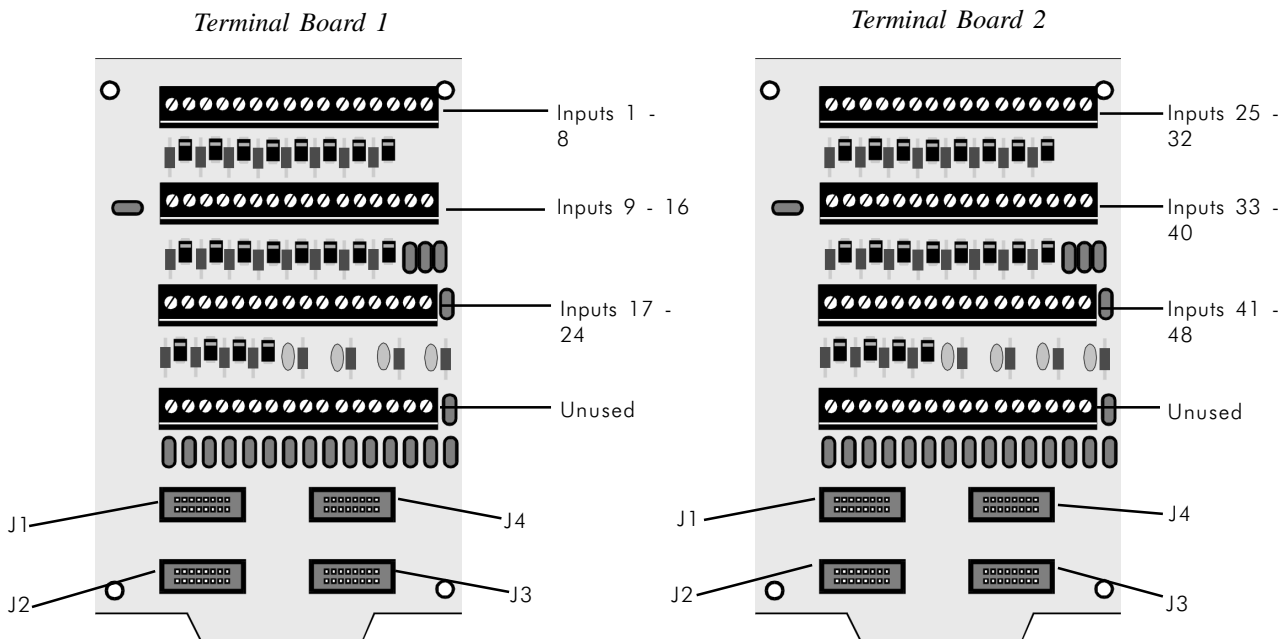 Terminal Board 1
Inputs 1 -
8
Inputs 9 - 16
Inputs 17 -
24
Unused
J1
J4
J2
J3
Terminal Board 2
Inputs 25 -
32
Inputs 33 -
40
Inputs 41 -
48
Unused
J1
J4
J2
J3